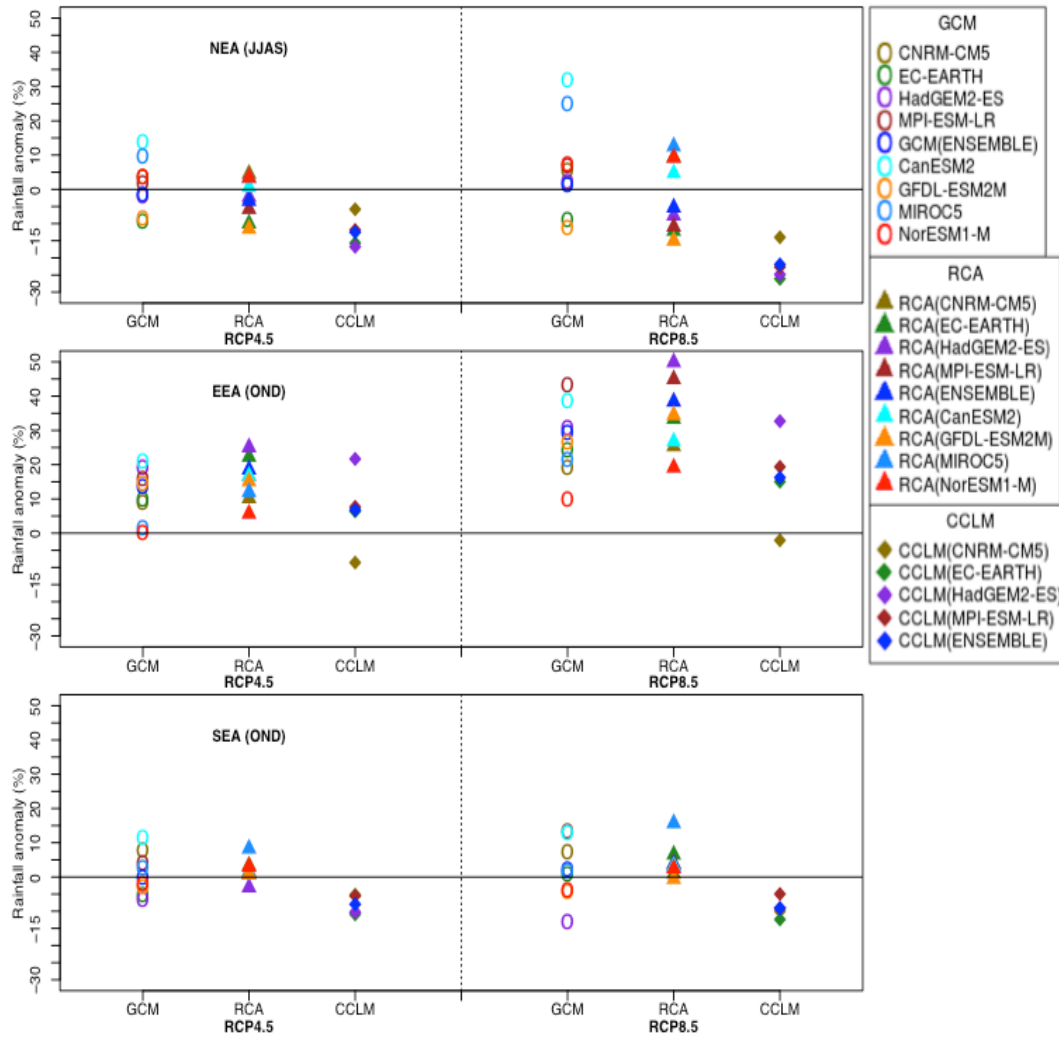 50
40
30
20
10
0
−15
−30
Rainfall anomaly (%)
NEA (JJAS)
GCM RCA CCLM GCM RCA CCLM
RCP4.5 RCP8.5
50
40
30
20
10
0
−15
−30
Rainfall anomaly (%)
EEA (OND)
GCM RCA CCLM GCM RCA CCLM
RCP4.5 RCP8.5
50
40
30
20
10
0
−15
−30
Rainfall anomaly (%)
SEA (OND)
GCM RCA CCLM GCM RCA CCLM
RCP4.5 RCP8.5
GCM
CNRM-CM5
EC-EARTH
HadGEM2-ES
MPI-ESM-LR
GCM(ENSEMBLE)
CanESM2
GFDL-ESM2M
MIROC5
NorESM1-M
RCA
RCA(CNRM-CM5)
RCA(EC-EARTH)
RCA(HadGEM2-ES)
RCA(MPI-ESM-LR)
RCA(ENSEMBLE)
RCA(CanESM2)
RCA(GFDL-ESM2M)
RCA(MIROC5)
RCA(NorESM1-M)
CCLM
CCLM(CNRM-CM5)
CCLM(EC-EARTH)
CCLM(HadGEM2-ES)
CCLM(MPI-ESM-LR)
CCLM(ENSEMBLE)